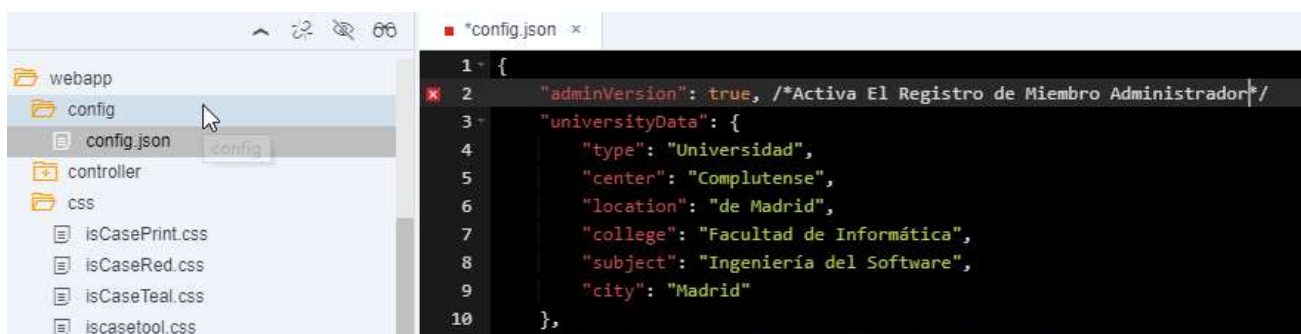 webapp
config
config.json
config
controller
css
isCasePrint.css
isCaseRed.css
isCaseTeal.css
iscasetool.css
*config.json ×
1 {
2 "adminVersion": true, /*Activa El Registro de Miembro Administrador*/
3 "universityData": {
4 "type": "Universidad",
5 "center": "Complutense",
6 "location": "de Madrid",
7 "college": "Facultad de Informática",
8 "subject": "Ingeniería del Software",
9 "city": "Madrid"
10 },